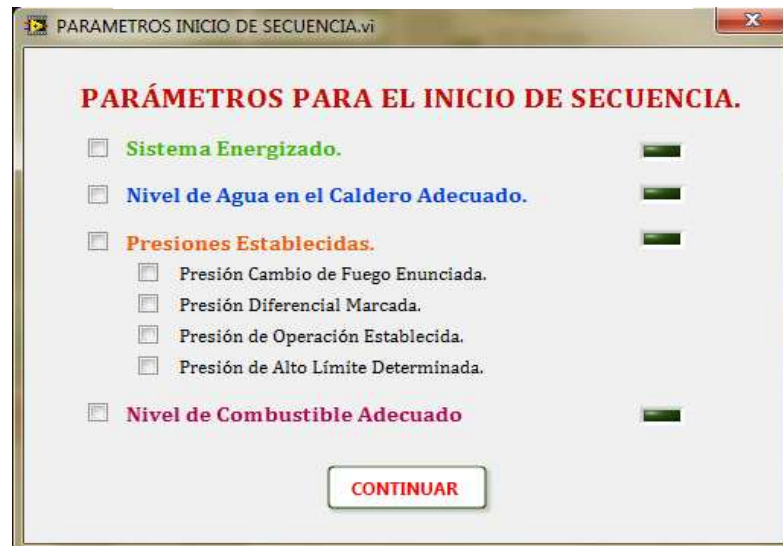 PARAMETROS INICIO DE SECUENCIA.vi
PARÁMETROS PARA EL INICIO DE SECUENCIA.
Sistema Energizado.
Nivel de Agua en el Caldero Adecuado.
Presiones Establecidas.
Presión Cambio de Fuego Enunciada.
Presión Diferencial Marcada.
Presión de Operación Establecida.
Presión de Alto Límite Determinada.
Nivel de Combustible Adecuado
CONTINUAR